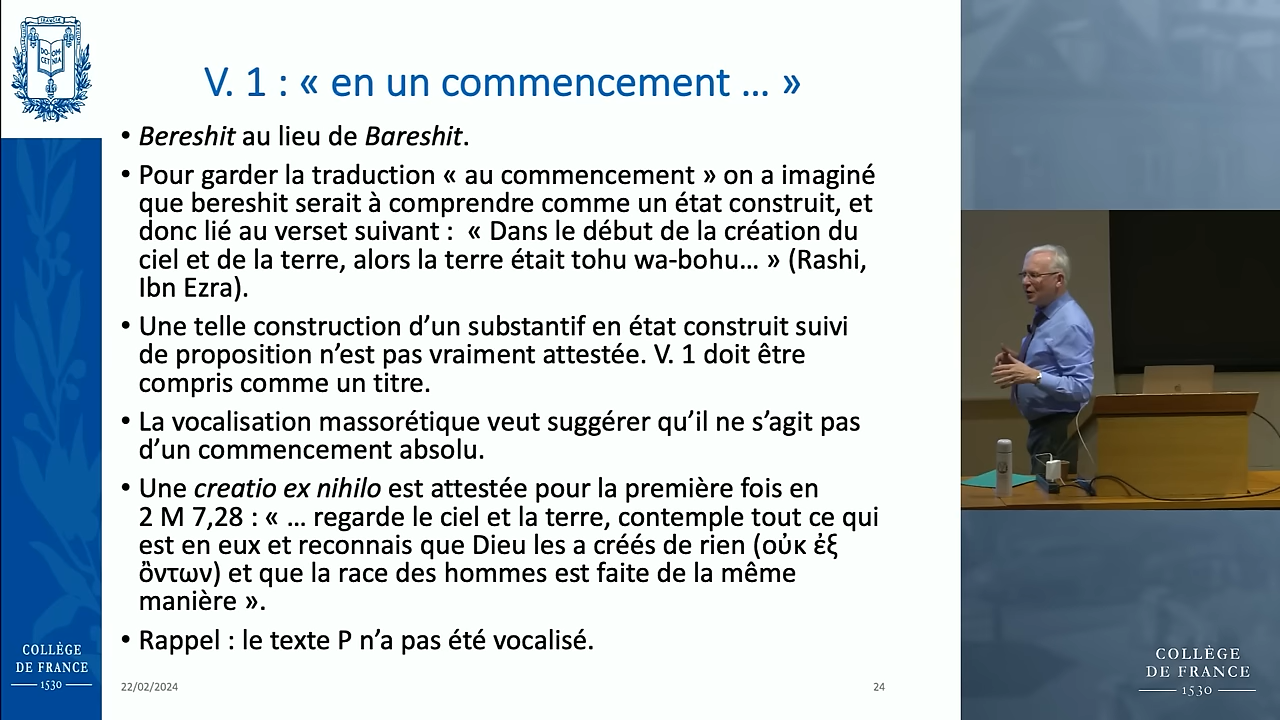 V. 1 : « en un commencement … »
• Bereshit au lieu de Bareshit.
• Pour garder la traduction « au commencement » on a imaginé
que bereshit serait à comprendre comme un état construit, et
donc lié au verset suivant : « Dans le début de la création du
ciel et de la terre, alors la terre était tohu wa-bohu… » (Rashi,
Ibn Ezra).
• Une telle construction d’un substantif en état construit suivi
de proposition n’est pas vraiment attestée. V. 1 doit être
compris comme un titre.
• La vocalisation massorétique veut suggérer qu’il ne s’agit pas
d’un commencement absolu.
• Une creatio ex nihilo est attestée pour la première fois en
2 M 7,28 : « … regarde le ciel et la terre, contemple tout ce qui
est en eux et reconnais que Dieu les a créés de rien (οὐκ ἐξ
ὄντων) et que la race des hommes est faite de la même
manière ».
• Rappel : le texte P n’a pas été vocalisé.
22/02/2024
24
COLLÈGE
DE FRANCE
1530
COLLÈGE
DE FRANCE
1530